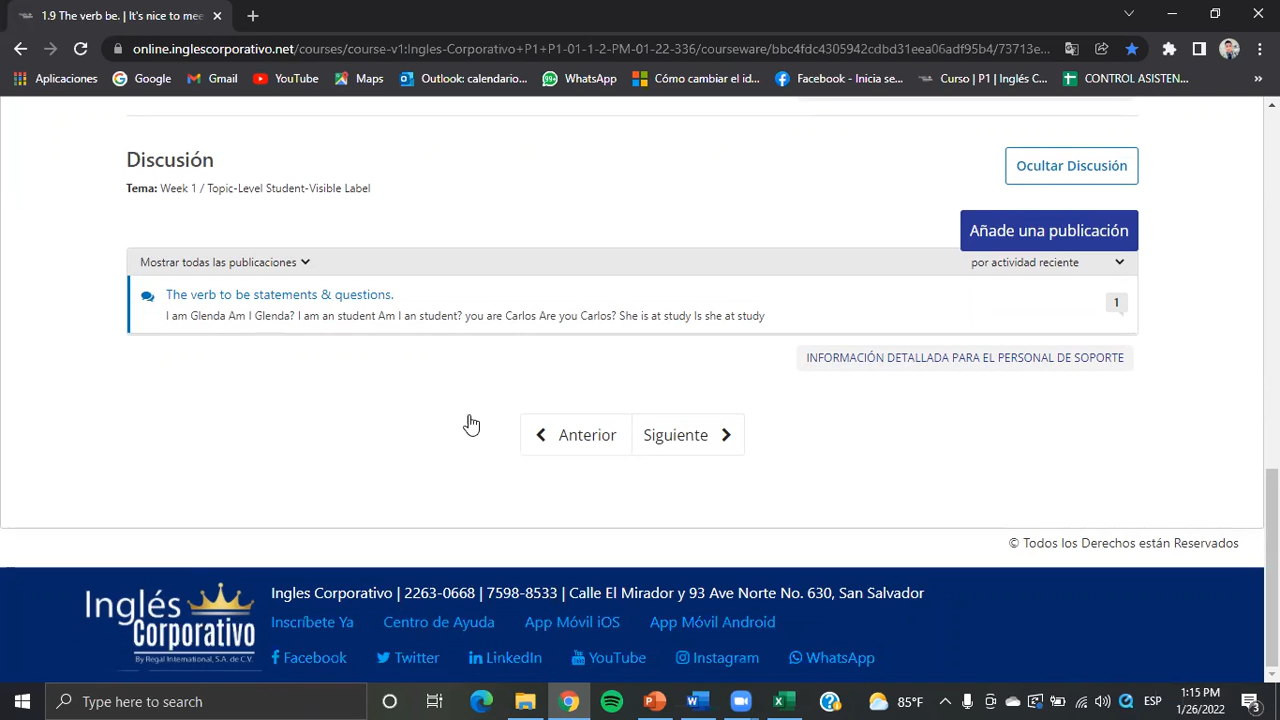 1.9 The verb be. | It's nice to mee
online.inglescorporativo.net/courses/course-v1:Ingles-Corporativo+P1+P1-01-1-2-PM-01-22-336/courseware/bbc4fdc4305942cdbd31eea06adf95b4/73713e...
Aplicaciones Google Gmail YouTube Maps Outlook: calendario... WhatsApp Cómo cambiar el id... Facebook - Inicia se... Curso | P1 | Inglés C... CONTROL ASISTEN... »
Discusión
Ocultar Discusión
Tema: Week 1 / Topic-Level Student-Visible Label
Añade una publicación
Mostrar todas las publicaciones por actividad reciente
The verb to be statements & questions. 1
I am Glenda Am I Glenda? I am an student Am I an student? you are Carlos Are you Carlos? She is at study Is she at study
INFORMACIÓN DETALLADA PARA EL PERSONAL DE SOPORTE
Anterior Siguiente
© Todos los Derechos están Reservados
Inglés Corporativo
By Regal International, S.A. de C.V.
Ingles Corporativo | 2263-0668 | 7598-8533 | Calle El Mirador y 93 Ave Norte No. 630, San Salvador
Inscríbete Ya Centro de Ayuda App Móvil iOS App Móvil Android
Facebook Twitter LinkedIn YouTube Instagram WhatsApp
Type here to search 85°F ESP 1:15 PM
1/26/2022 3